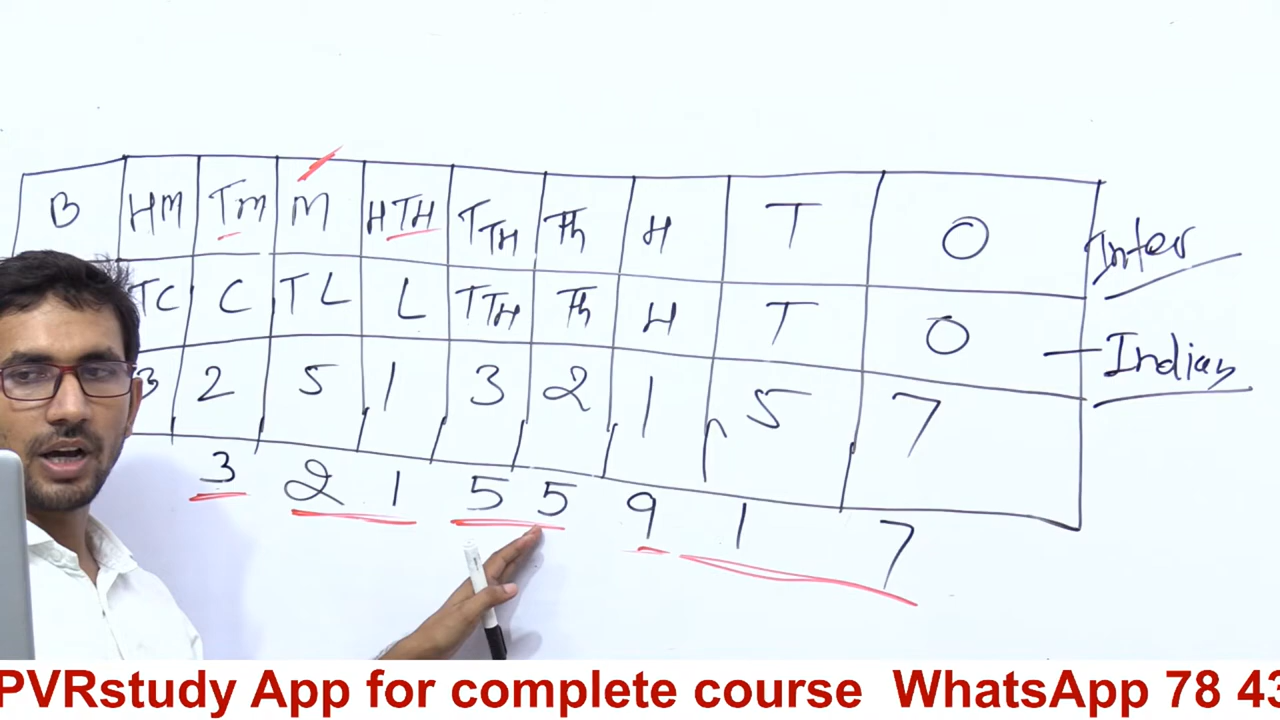 B HM TM M HTH TTH Th H T O Inter
TC C TL L TTH Th H T O Indian
3 2 5 1 3 2 1 5 7
3 2 1 5 5 9 1 7
PVRstudy App for complete course WhatsApp 78 43